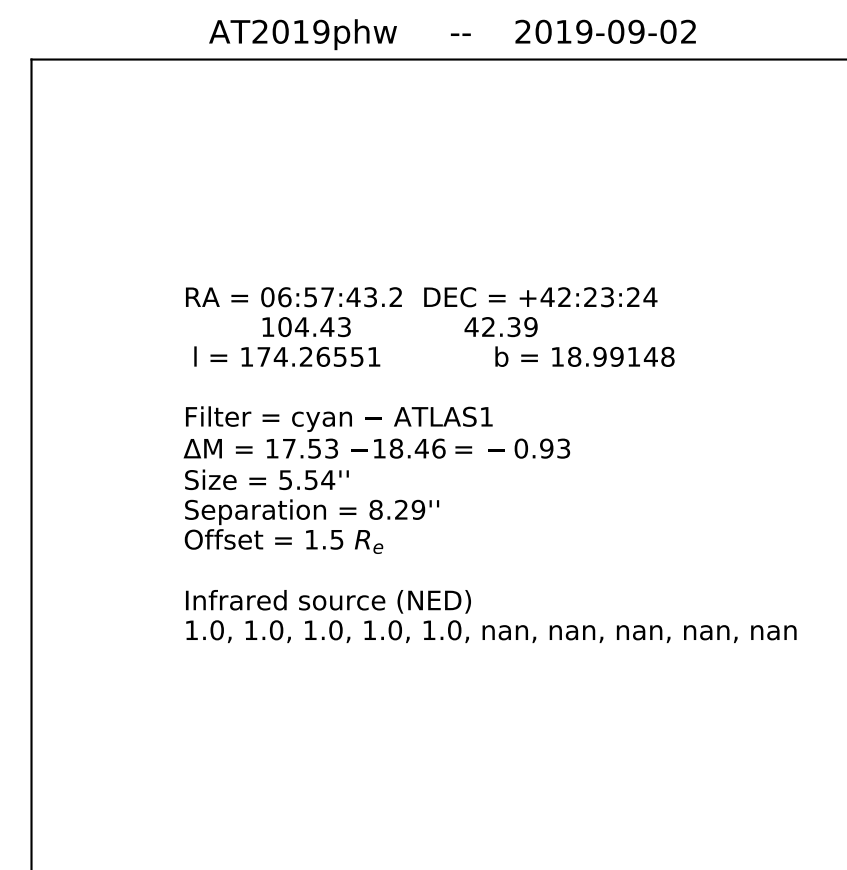 AT2019phw -- 2019-09-02
RA = 06:57:43.2 DEC = +42:23:24
104.43 42.39
l = 174.26551 b = 18.99148
Filter = cyan − ATLAS1
ΔM = 17.53 −18.46 = − 0.93
Size = 5.54''
Separation = 8.29''
Offset = 1.5 Re
Infrared source (NED)
1.0, 1.0, 1.0, 1.0, 1.0, nan, nan, nan, nan, nan